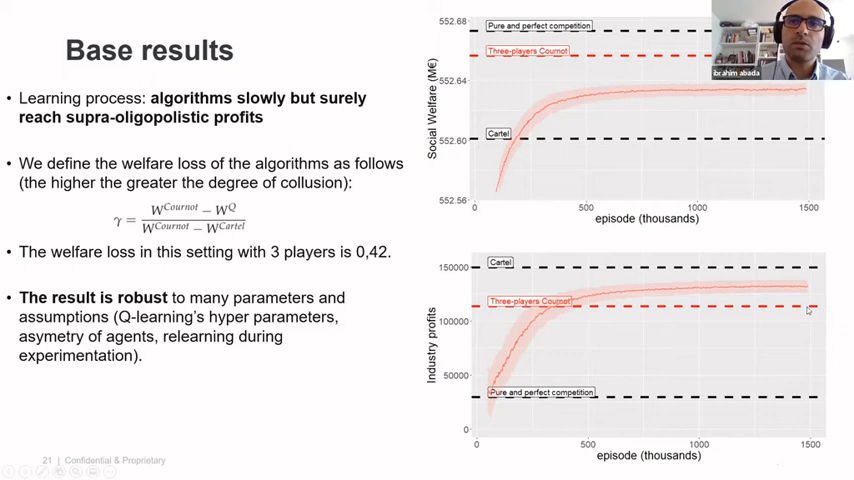 Base results
• Learning process: algorithms slowly but surely
reach supra-oligopolistic profits
• We define the welfare loss of the algorithms as follows
(the higher the greater the degree of collusion):
γ = (W^Cournot − W^Q) / (W^Cournot − W^Cartel)
• The welfare loss in this setting with 3 players is 0,42.
• The result is robust to many parameters and
assumptions (Q-learning's hyper parameters,
asymetry of agents, relearning during
experimentation).
21 | Confidential & Proprietary
Social Welfare (M€)
552.68
552.64
552.60
552.56
Pure and perfect competition
Three-players Cournot
Cartel
0
500
1000
1500
episode (thousands)
Industry profits
150000
100000
50000
0
Cartel
Three-players Cournot
Pure and perfect competition
0
500
1000
1500
episode (thousands)
ibrahim abada